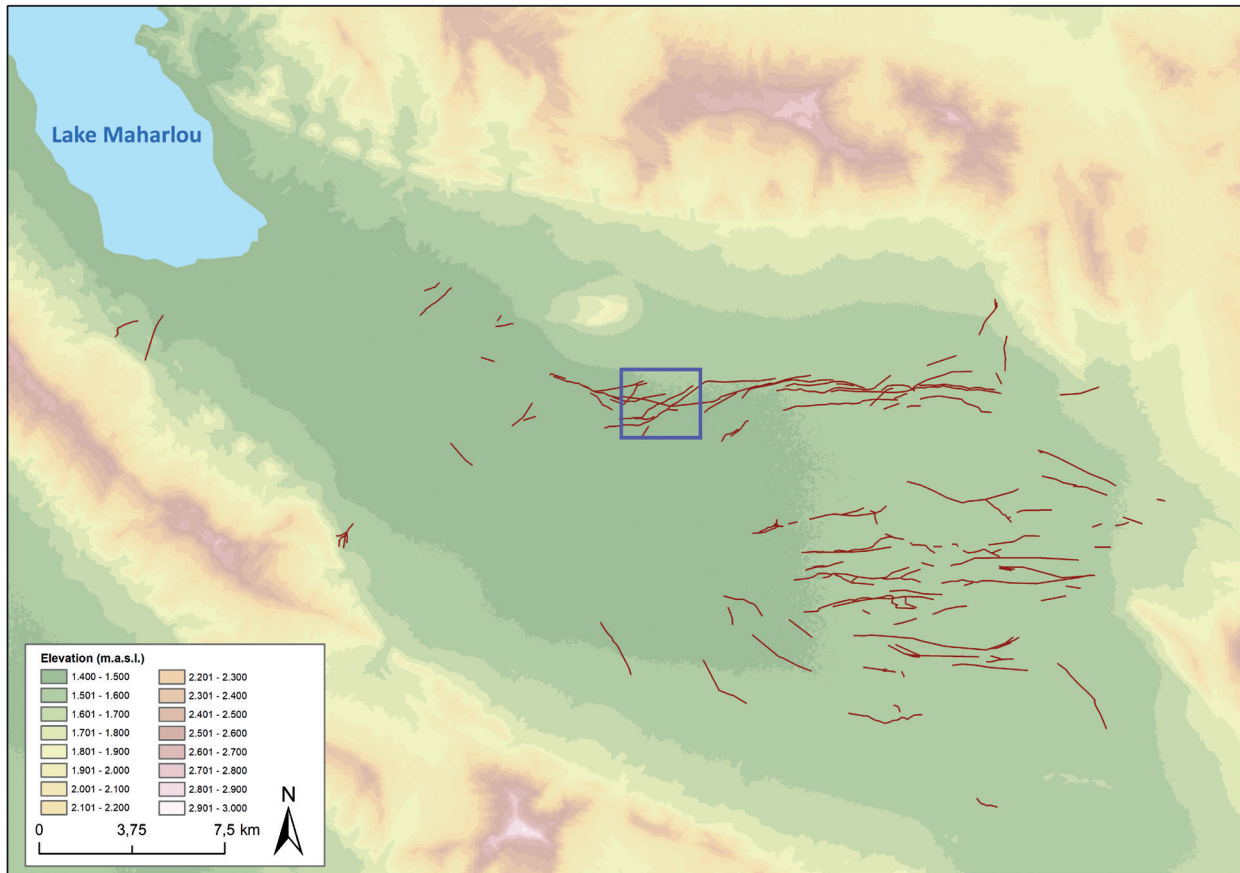 Lake Maharlou
Elevation (m.a.s.l.)
1.400 - 1.500
1.501 - 1.600
1.601 - 1.700
1.701 - 1.800
1.801 - 1.900
1.901 - 2.000
2.001 - 2.100
2.101 - 2.200
2.201 - 2.300
2.301 - 2.400
2.401 - 2.500
2.501 - 2.600
2.601 - 2.700
2.701 - 2.800
2.801 - 2.900
2.901 - 3.000
N
0 3,75 7,5 km